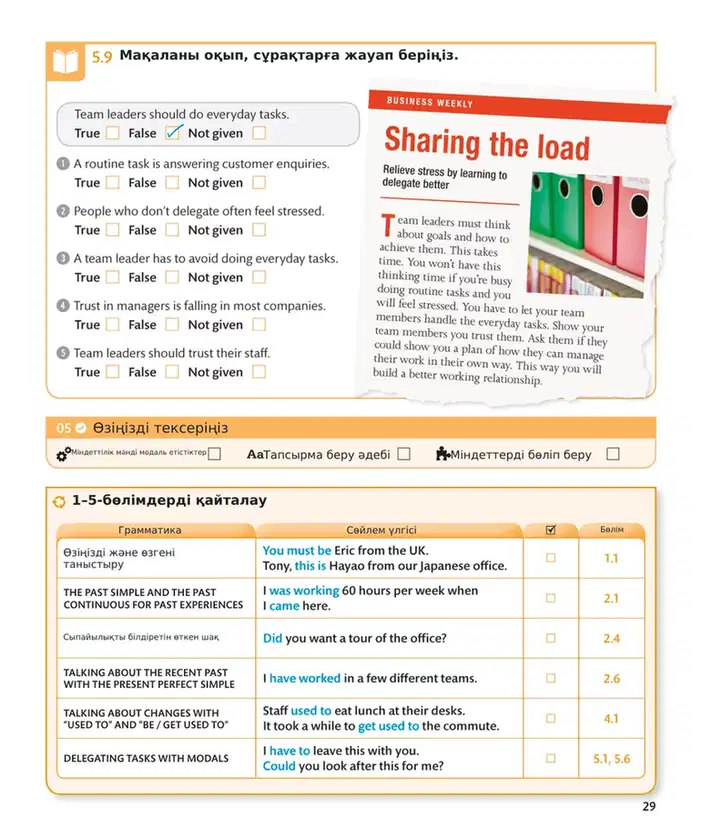 5.9 Мақаланы оқып, сұрақтарға жауап беріңіз.
Team leaders should do everyday tasks.
True False Not given
1 A routine task is answering customer enquiries.
True False Not given
2 People who don't delegate often feel stressed.
True False Not given
3 A team leader has to avoid doing everyday tasks.
True False Not given
4 Trust in managers is falling in most companies.
True False Not given
5 Team leaders should trust their staff.
True False Not given
BUSINESS WEEKLY
Sharing the load
Relieve stress by learning to
delegate better
Team leaders must think
about goals and how to
achieve them. This takes
time. You won't have this
thinking time if you're busy
doing routine tasks and you
will feel stressed. You have to let your team
members handle the everyday tasks. Show your
team members you trust them. Ask them if they
could show you a plan of how they can manage
their work in their own way. This way you will
build a better working relationship.
05 Өзіңізді тексеріңіз
Міндеттілік мәнді модаль етістіктер AaТапсырма беру әдебі Міндеттерді бөліп беру
1–5-бөлімдерді қайталау
Грамматика Сөйлем үлгісі Бөлім
Өзіңізді және өзгені
таныстыру
You must be Eric from the UK.
Tony, this is Hayao from our Japanese office.
1.1
THE PAST SIMPLE AND THE PAST
CONTINUOUS FOR PAST EXPERIENCES
I was working 60 hours per week when
I came here.
2.1
Сыпайылықты білдіретін өткен шақ Did you want a tour of the office? 2.4
TALKING ABOUT THE RECENT PAST
WITH THE PRESENT PERFECT SIMPLE
I have worked in a few different teams.
2.6
TALKING ABOUT CHANGES WITH
"USED TO" AND "BE / GET USED TO"
Staff used to eat lunch at their desks.
It took a while to get used to the commute.
4.1
DELEGATING TASKS WITH MODALS
I have to leave this with you.
Could you look after this for me?
5.1, 5.6
29